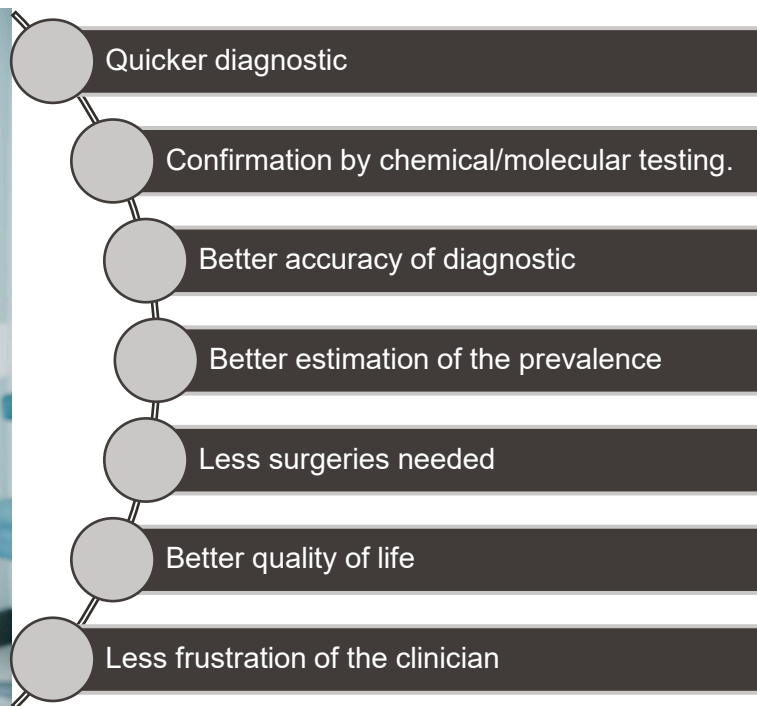 Quicker diagnostic
Confirmation by chemical/molecular testing.
Better accuracy of diagnostic
Better estimation of the prevalence
Less surgeries needed
Better quality of life
Less frustration of the clinician